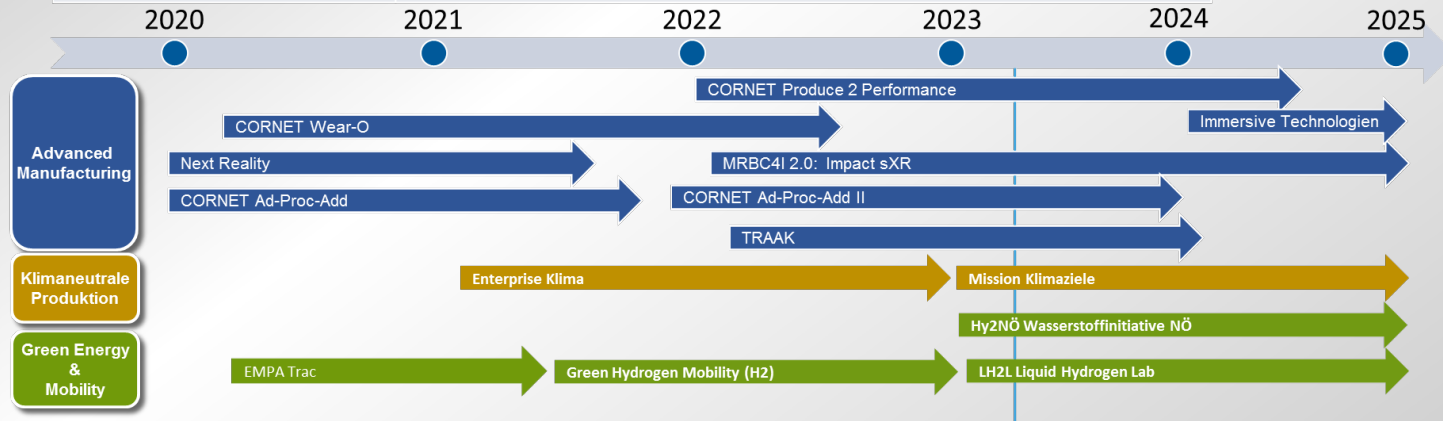 2020 2021 2022 2023 2024 2025
Advanced
Manufacturing
CORNET Produce 2 Performance
CORNET Wear-O
Immersive Technologien
Next Reality
MRBC4I 2.0: Impact sXR
CORNET Ad-Proc-Add
CORNET Ad-Proc-Add II
TRAAK
Klimaneutrale
Produktion
Enterprise Klima
Mission Klimaziele
Green Energy
&
Mobility
Hy2NÖ Wasserstoffinitiative NÖ
EMPA Trac
Green Hydrogen Mobility (H2)
LH2L Liquid Hydrogen Lab